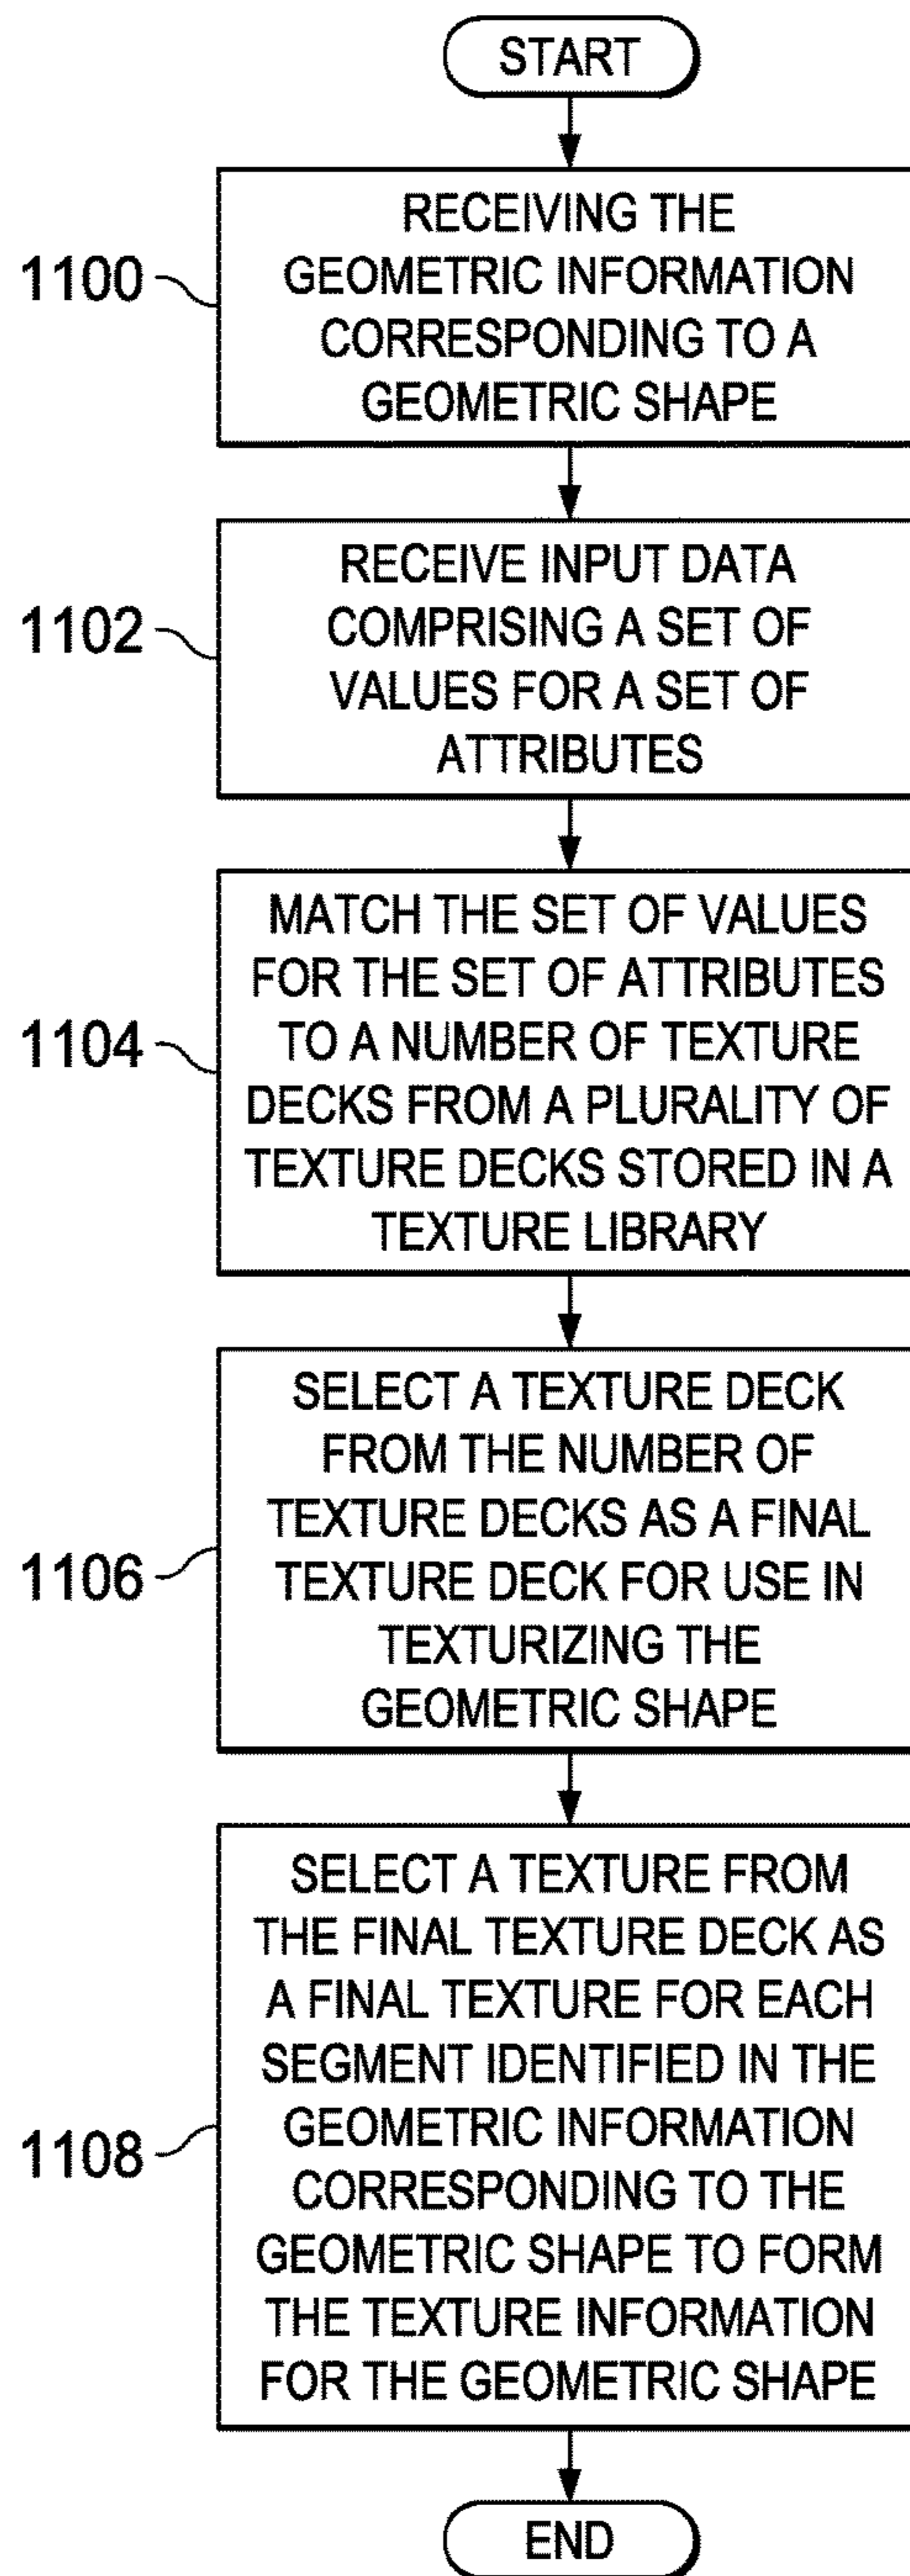 START
1100
RECEIVING THE
GEOMETRIC INFORMATION
CORRESPONDING TO A
GEOMETRIC SHAPE
1102
RECEIVE INPUT DATA
COMPRISING A SET OF
VALUES FOR A SET OF
ATTRIBUTES
1104
MATCH THE SET OF VALUES
FOR THE SET OF ATTRIBUTES
TO A NUMBER OF TEXTURE
DECKS FROM A PLURALITY OF
TEXTURE DECKS STORED IN A
TEXTURE LIBRARY
1106
SELECT A TEXTURE DECK
FROM THE NUMBER OF
TEXTURE DECKS AS A FINAL
TEXTURE DECK FOR USE IN
TEXTURIZING THE
GEOMETRIC SHAPE
1108
SELECT A TEXTURE FROM
THE FINAL TEXTURE DECK AS
A FINAL TEXTURE FOR EACH
SEGMENT IDENTIFIED IN THE
GEOMETRIC INFORMATION
CORRESPONDING TO THE
GEOMETRIC SHAPE TO FORM
THE TEXTURE INFORMATION
FOR THE GEOMETRIC SHAPE
END